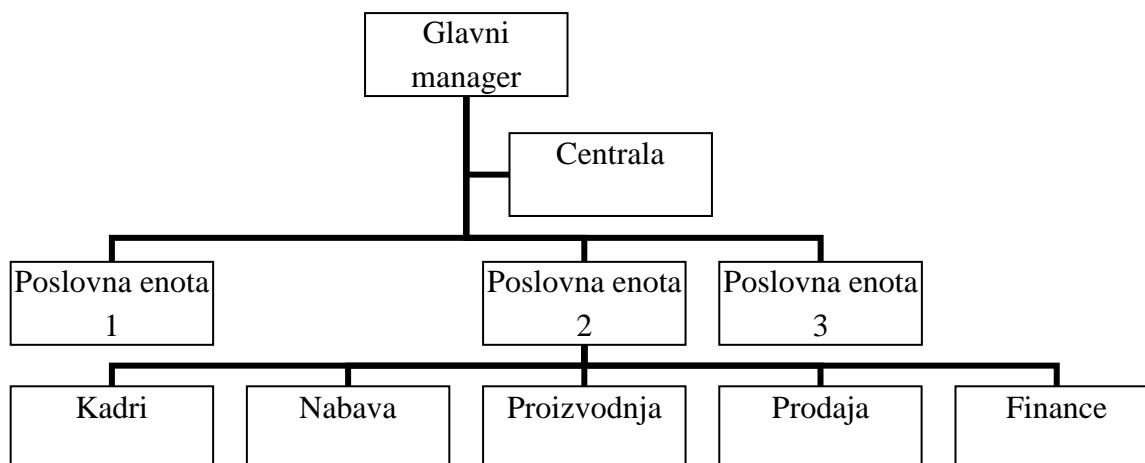 Glavni
manager
Centrala
Poslovna enota
1
Poslovna enota
2
Poslovna enota
3
Kadri
Nabava
Proizvodnja
Prodaja
Finance